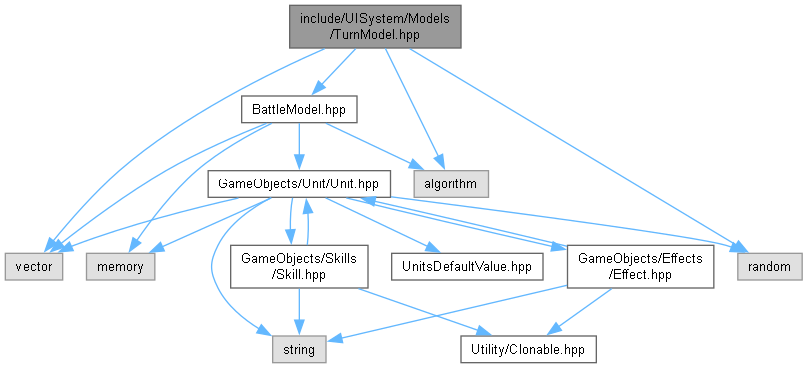 include/UISystem/Models
/TurnModel.hpp
BattleModel.hpp
GameObjects/Unit/Unit.hpp
algorithm
vector
memory
GameObjects/Skills
/Skill.hpp
UnitsDefaultValue.hpp
GameObjects/Effects
/Effect.hpp
random
string
Utility/Clonable.hpp